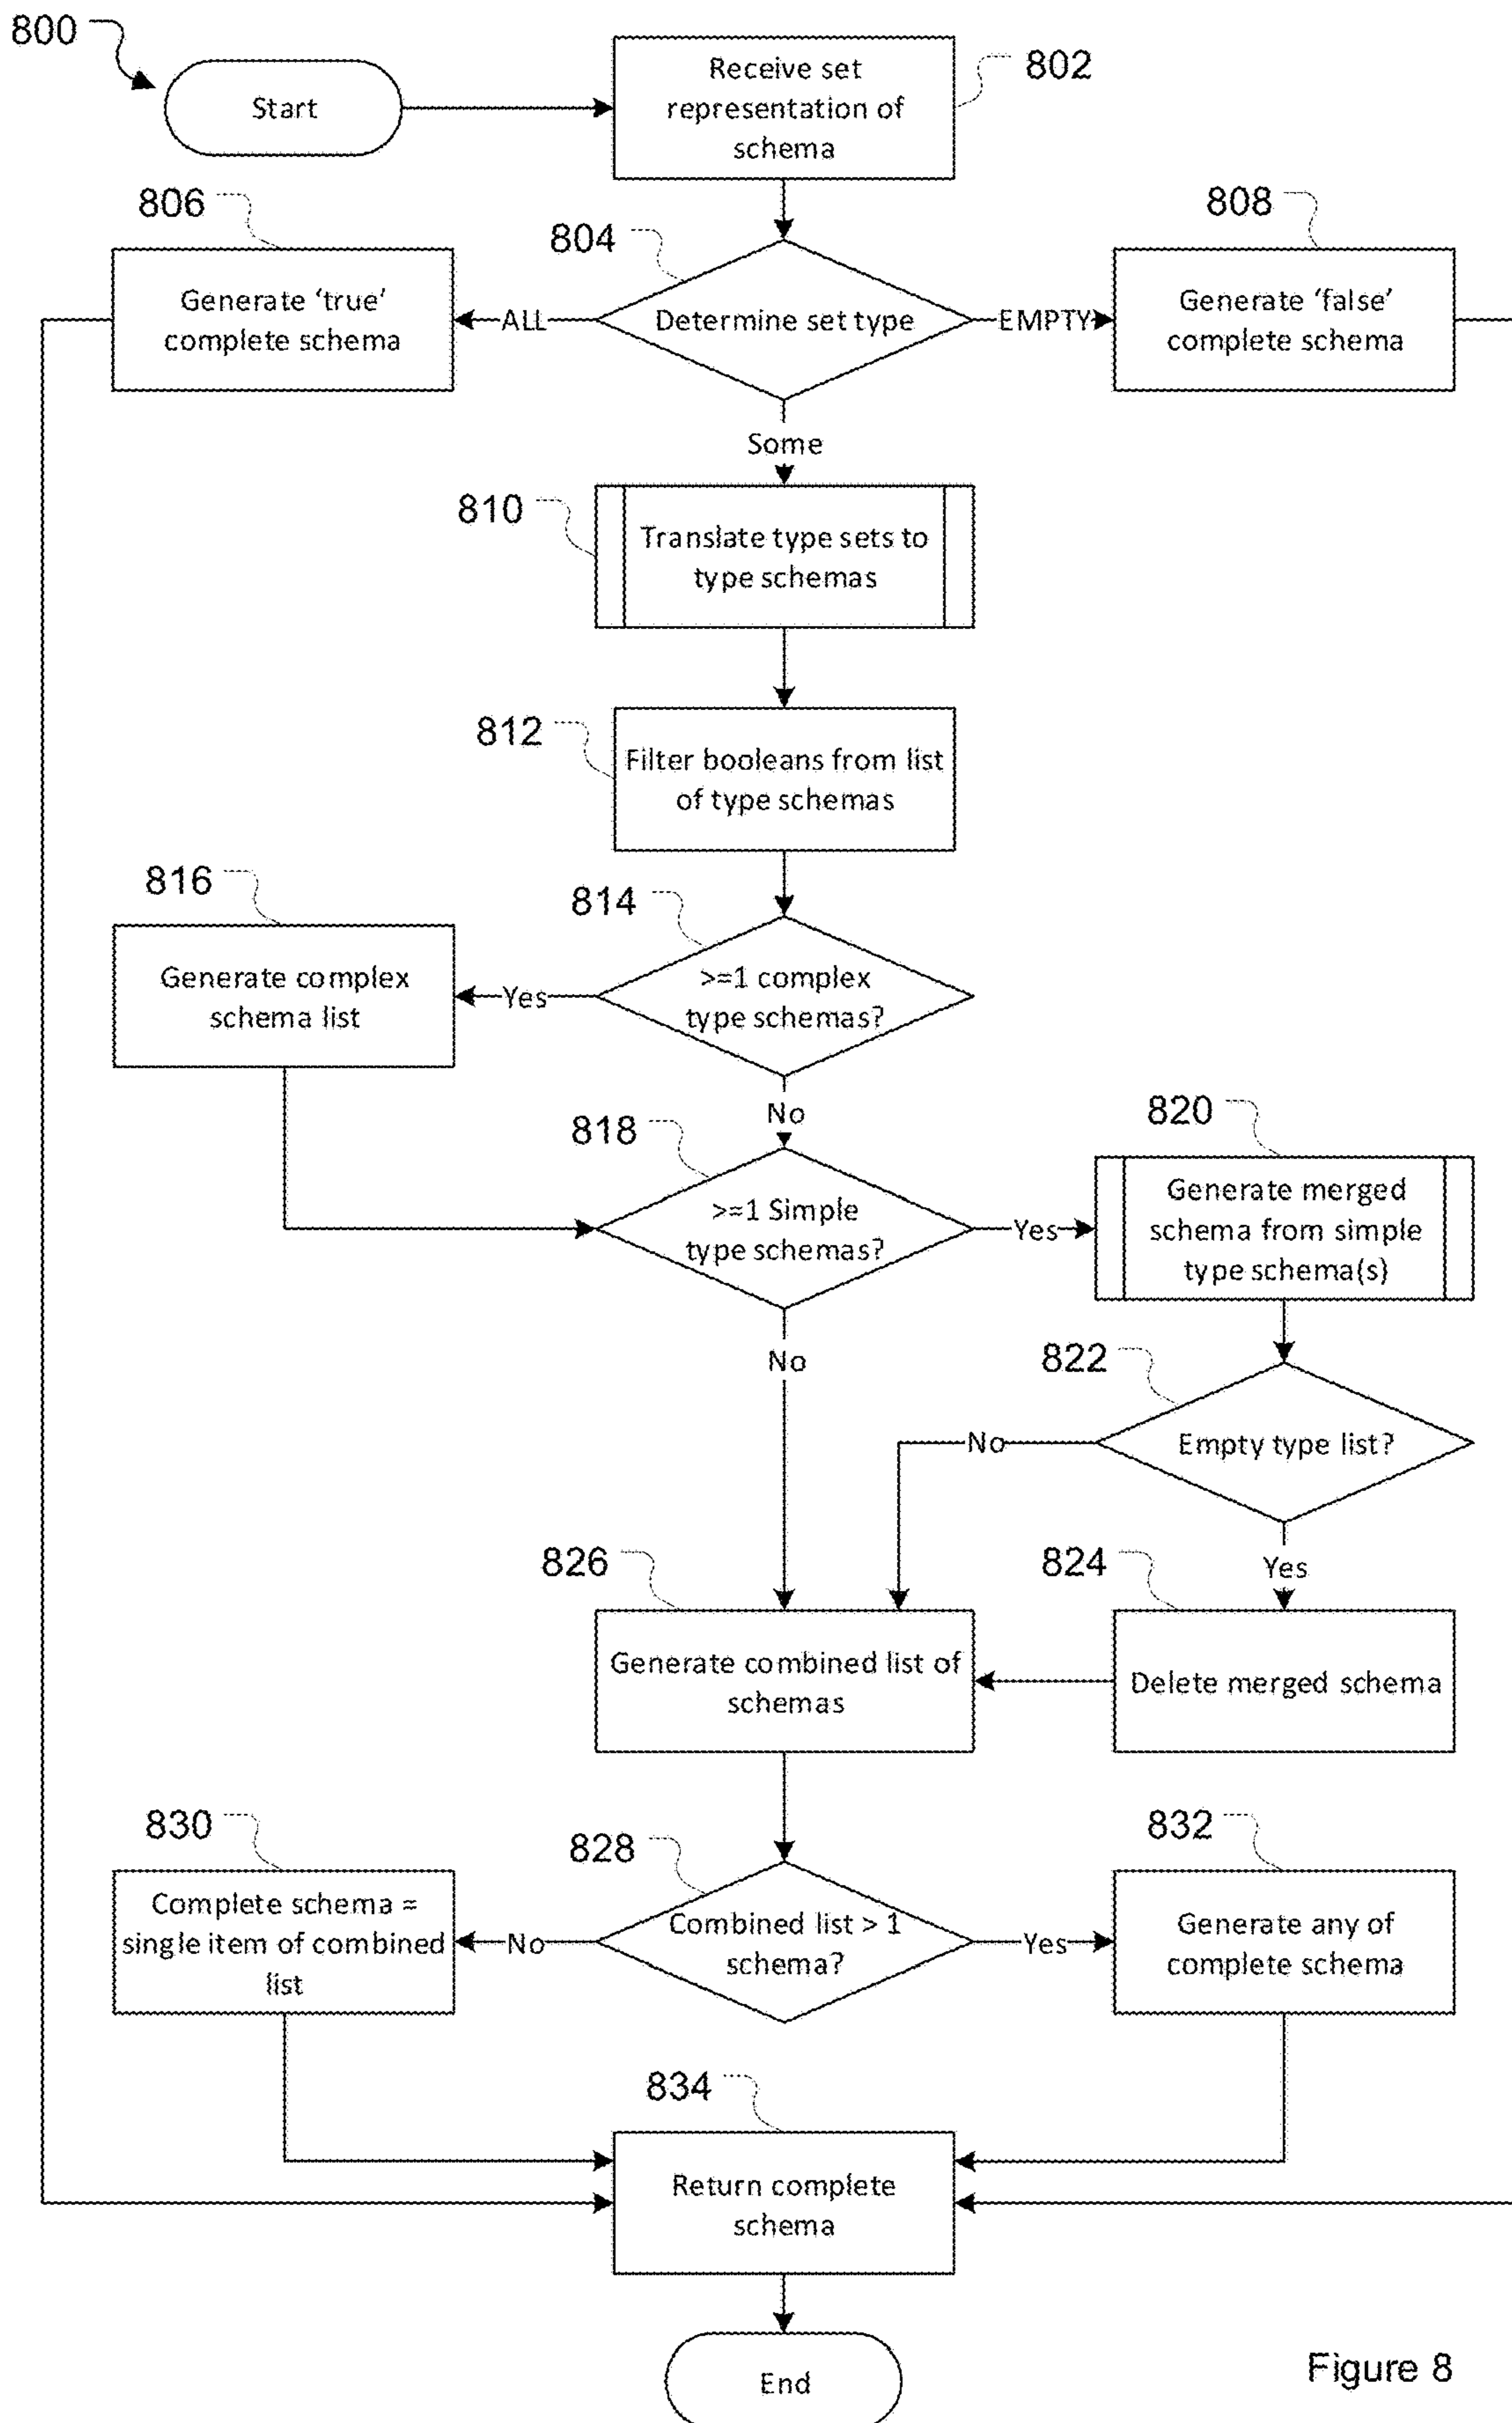 800
Start
Receive set
representation of
schema
802
806
804
808
Generate ‘true’
complete schema
ALL
Determine set type
EMPTY
Generate ‘false’
complete schema
Some
810
Translate type sets to
type schemas
812
Filter booleans from list
of type schemas
816
814
Generate complex
schema list
Yes
>=1 complex
type schemas?
No
818
820
>=1 Simple
type schemas?
Yes
Generate merged
schema from simple
type schema(s)
No
822
No
Empty type list?
Yes
826
824
Generate combined list of
schemas
Delete merged schema
830
828
832
Complete schema =
single item of combined
list
No
Combined list > 1
schema?
Yes
Generate any of
complete schema
834
Return complete
schema
End
Figure 8